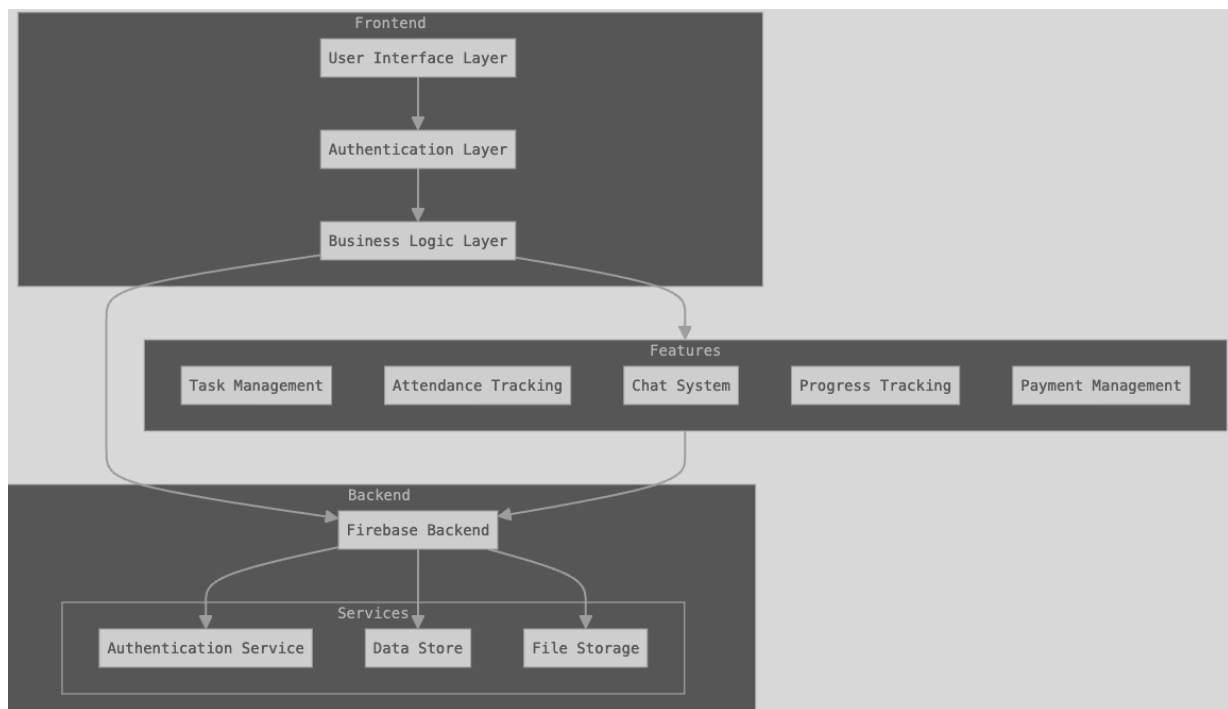 Frontend
User Interface Layer
Authentication Layer
Business Logic Layer
Features
Task Management
Attendance Tracking
Chat System
Progress Tracking
Payment Management
Backend
Firebase Backend
Services
Authentication Service
Data Store
File Storage